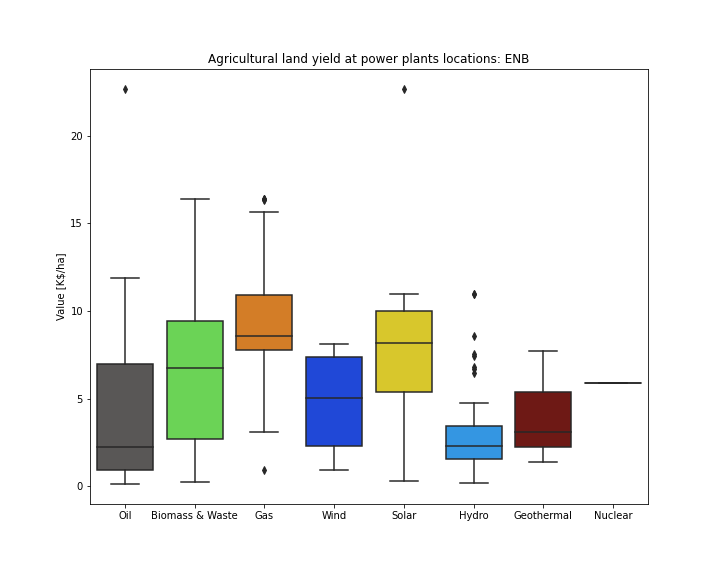 Agricultural land yield at power plants locations: ENB
Value [K$/ha]
20
15
10
5
0
Oil
Biomass & Waste
Gas
Wind
Solar
Hydro
Geothermal
Nuclear